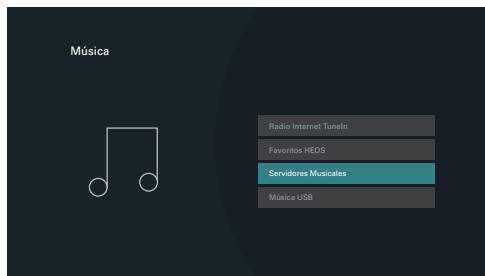 Música
Radio Internet TuneIn
Favoritos HEOS
Servidores Musicales
Música USB